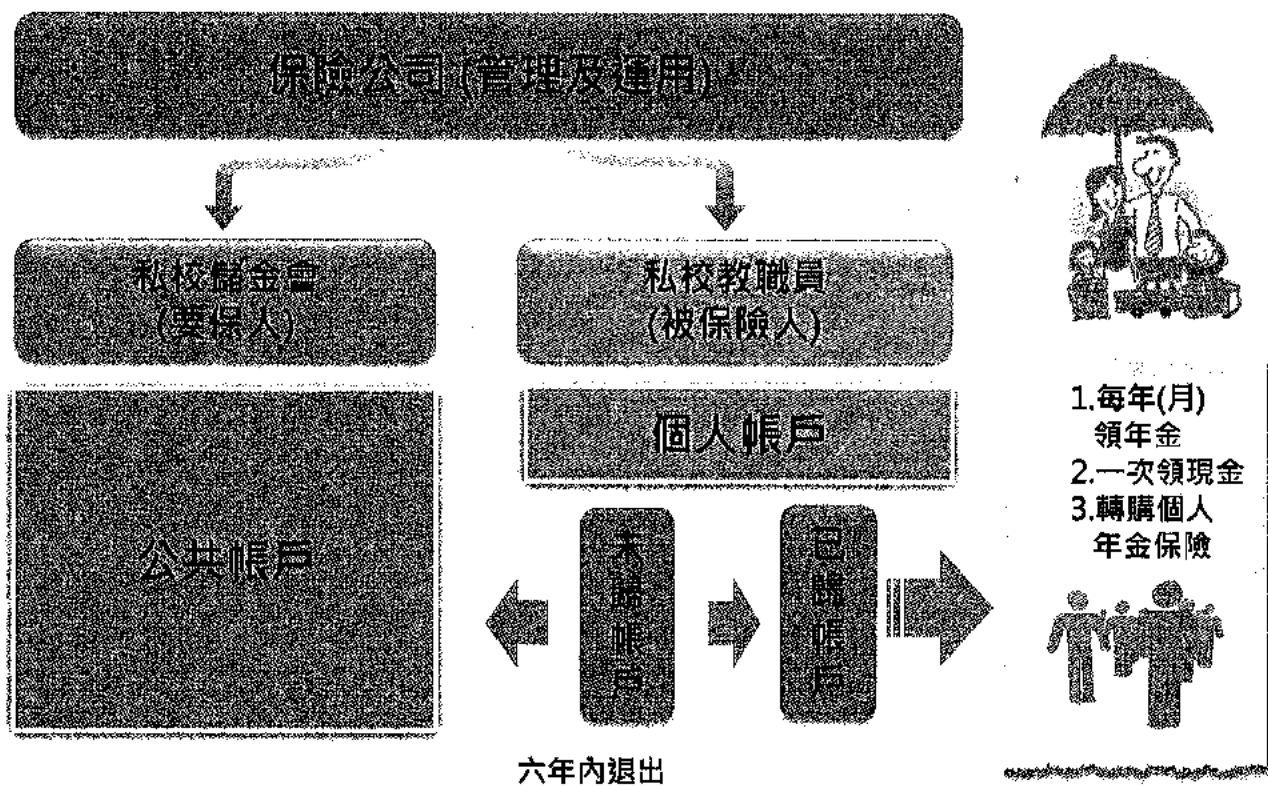 保險公司 (管理及運用)
私校儲金會
(要保人)
私校教職員
(被保險人)
公共帳戶
個人帳戶
未歸帳戶
已歸帳戶
六年內退出
1.每年(月)
領年金
2.一次領現金
3.轉購個人
年金保險